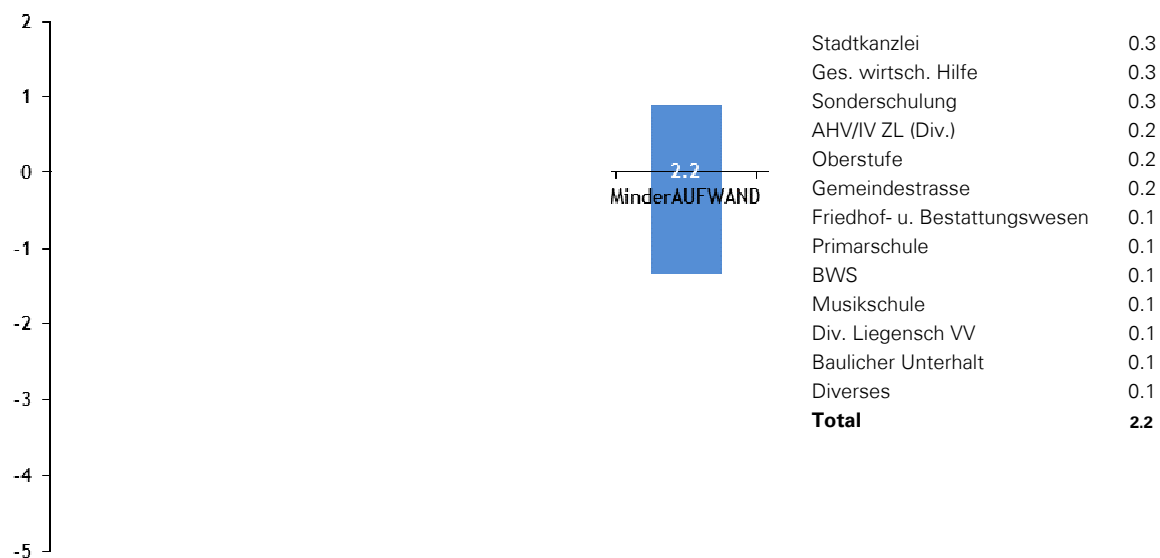 2
1
0
-1
-2
-3
-4
-5
2.2
MinderAUFWAND
Stadtkanzlei 0.3
Ges. wirtsch. Hilfe 0.3
Sonderschulung 0.3
AHV/IV ZL (Div.) 0.2
Oberstufe 0.2
Gemeindestrasse 0.2
Friedhof- u. Bestattungswesen 0.1
Primarschule 0.1
BWS 0.1
Musikschule 0.1
Div. Liegensch VV 0.1
Baulicher Unterhalt 0.1
Diverses 0.1
Total 2.2